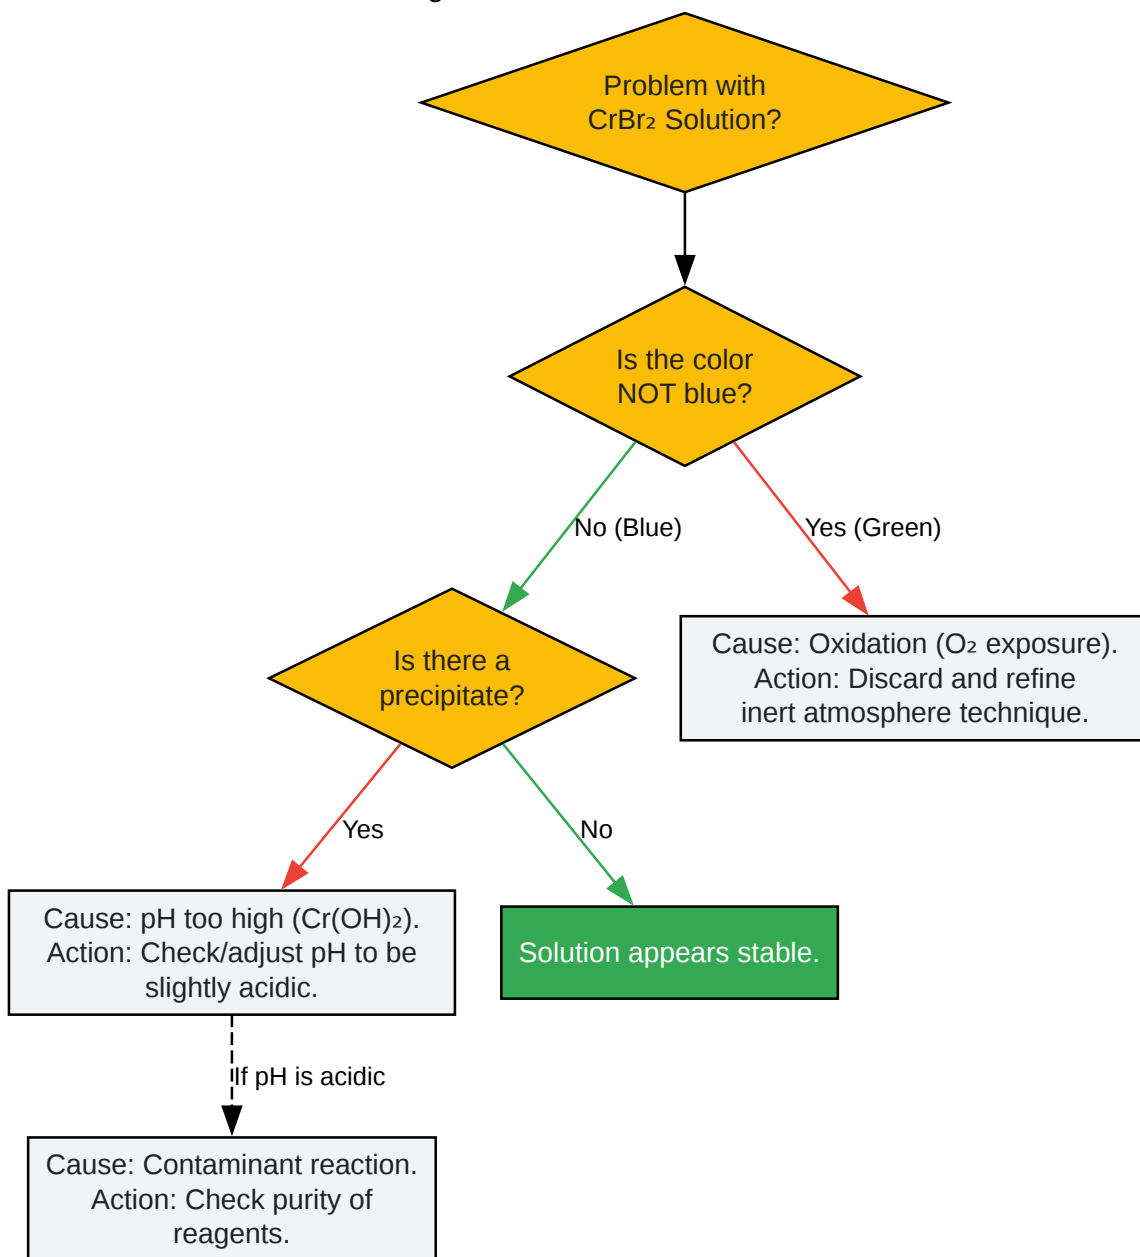 Problem with
CrBr₂ Solution?
Is the color
NOT blue?
No (Blue)
Yes (Green)
Is there a
precipitate?
Cause: Oxidation (O₂ exposure).
Action: Discard and refine
inert atmosphere technique.
Yes
No
Cause: pH too high (Cr(OH)₂).
Action: Check/adjust pH to be
slightly acidic.
Solution appears stable.
If pH is acidic
Cause: Contaminant reaction.
Action: Check purity of
reagents.